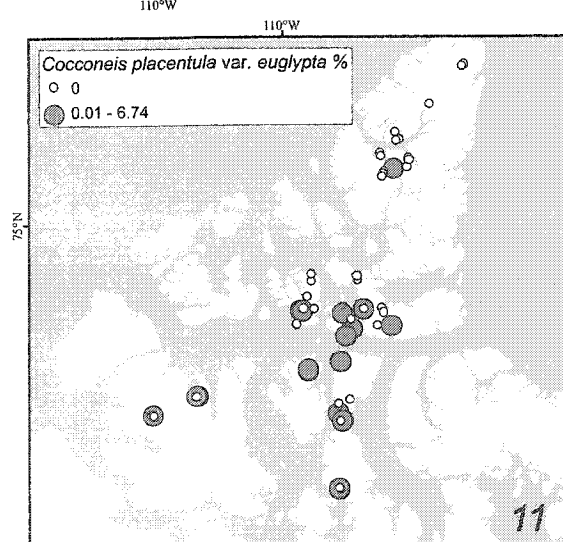 110°W
110°W
Cocconeis placentula var. euglypta %
0
0.01 - 6.74
75°N
11